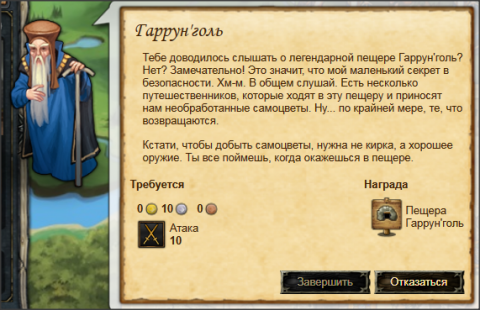 Гаррун'голь
Тебе доводилось слышать о легендарной пещере Гаррун'голь?
Нет? Замечательно! Это значит, что мой маленький секрет в
безопасности. Хм-м. В общем слушай. Есть несколько
путешественников, которые ходят в эту пещеру и приносят
нам необработанные самоцветы. Ну... по крайней мере, те, что
возвращаются.
Кстати, чтобы добыть самоцветы, нужна не кирка, а хорошее
оружие. Ты все поймешь, когда окажешься в пещере.
Требуется
Награда
0 10 0
Атака
10
Пещера
Гаррун'голь
Завершить
Отказаться